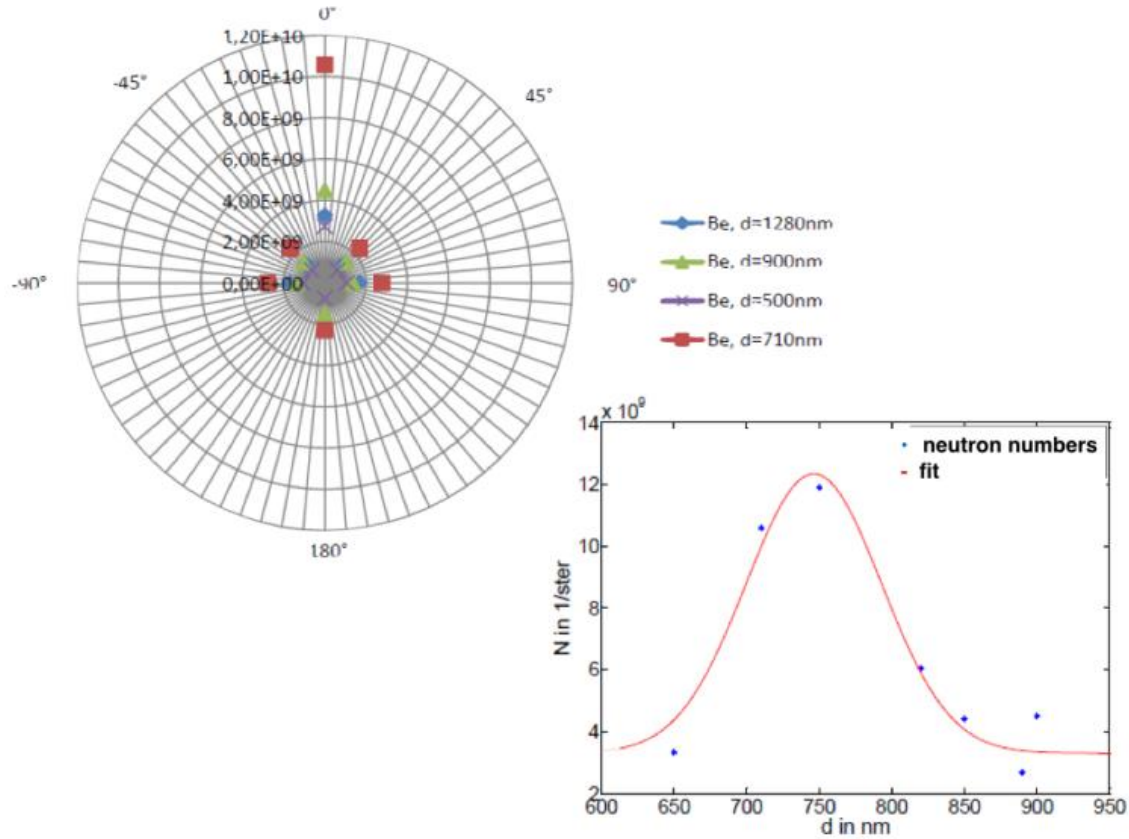 0°
1,20E+10
-45°
1,00E+10
45°
8,00E+09
6,00E+09
4,00E+09
2,00E+09
-90°
0,00E+00
90°
180°
Be, d=1280nm
Be, d=900nm
Be, d=500nm
Be, d=710nm
x 10⁹
14
12
10
8
6
4
2
N in 1/ster
neutron numbers
fit
600 650 700 750 800 850 900 950
d in nm